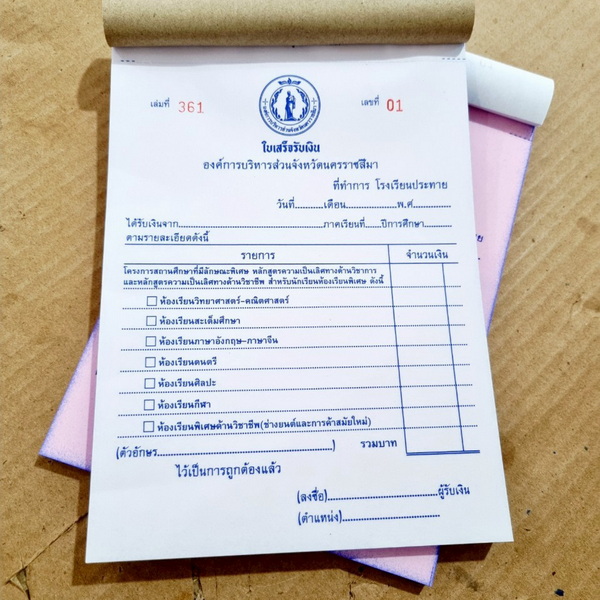 เล่มที่ 361
เลขที่ 01
ใบเสร็จรับเงิน
องค์การบริหารส่วนจังหวัดนครราชสีมา
ที่ทำการ โรงเรียนประทาย
วันที่..........เดือน..................พ.ศ..............
ได้รับเงินจาก..................................................ภาคเรียนที่......ปีการศึกษา.........
ตามรายละเอียดดังนี้
รายการ จำนวนเงิน
โครงการสถานศึกษาที่มีลักษณะพิเศษ หลักสูตรความเป็นเลิศทางด้านวิชาการ
และหลักสูตรความเป็นเลิศทางด้านวิชาชีพ สำหรับนักเรียนห้องเรียนพิเศษ ดังนี้
☐ ห้องเรียนวิทยาศาสตร์-คณิตศาสตร์
☐ ห้องเรียนสะเต็มศึกษา
☐ ห้องเรียนภาษาอังกฤษ-ภาษาจีน
☐ ห้องเรียนดนตรี
☐ ห้องเรียนศิลปะ
☐ ห้องเรียนกีฬา
☐ ห้องเรียนพิเศษด้านวิชาชีพ(ช่างยนต์และการค้าสมัยใหม่)
(ตัวอักษร..................................................) รวมบาท
ไว้เป็นการถูกต้องแล้ว
(ลงชื่อ)..............................ผู้รับเงิน
(ตำแหน่ง)..........................